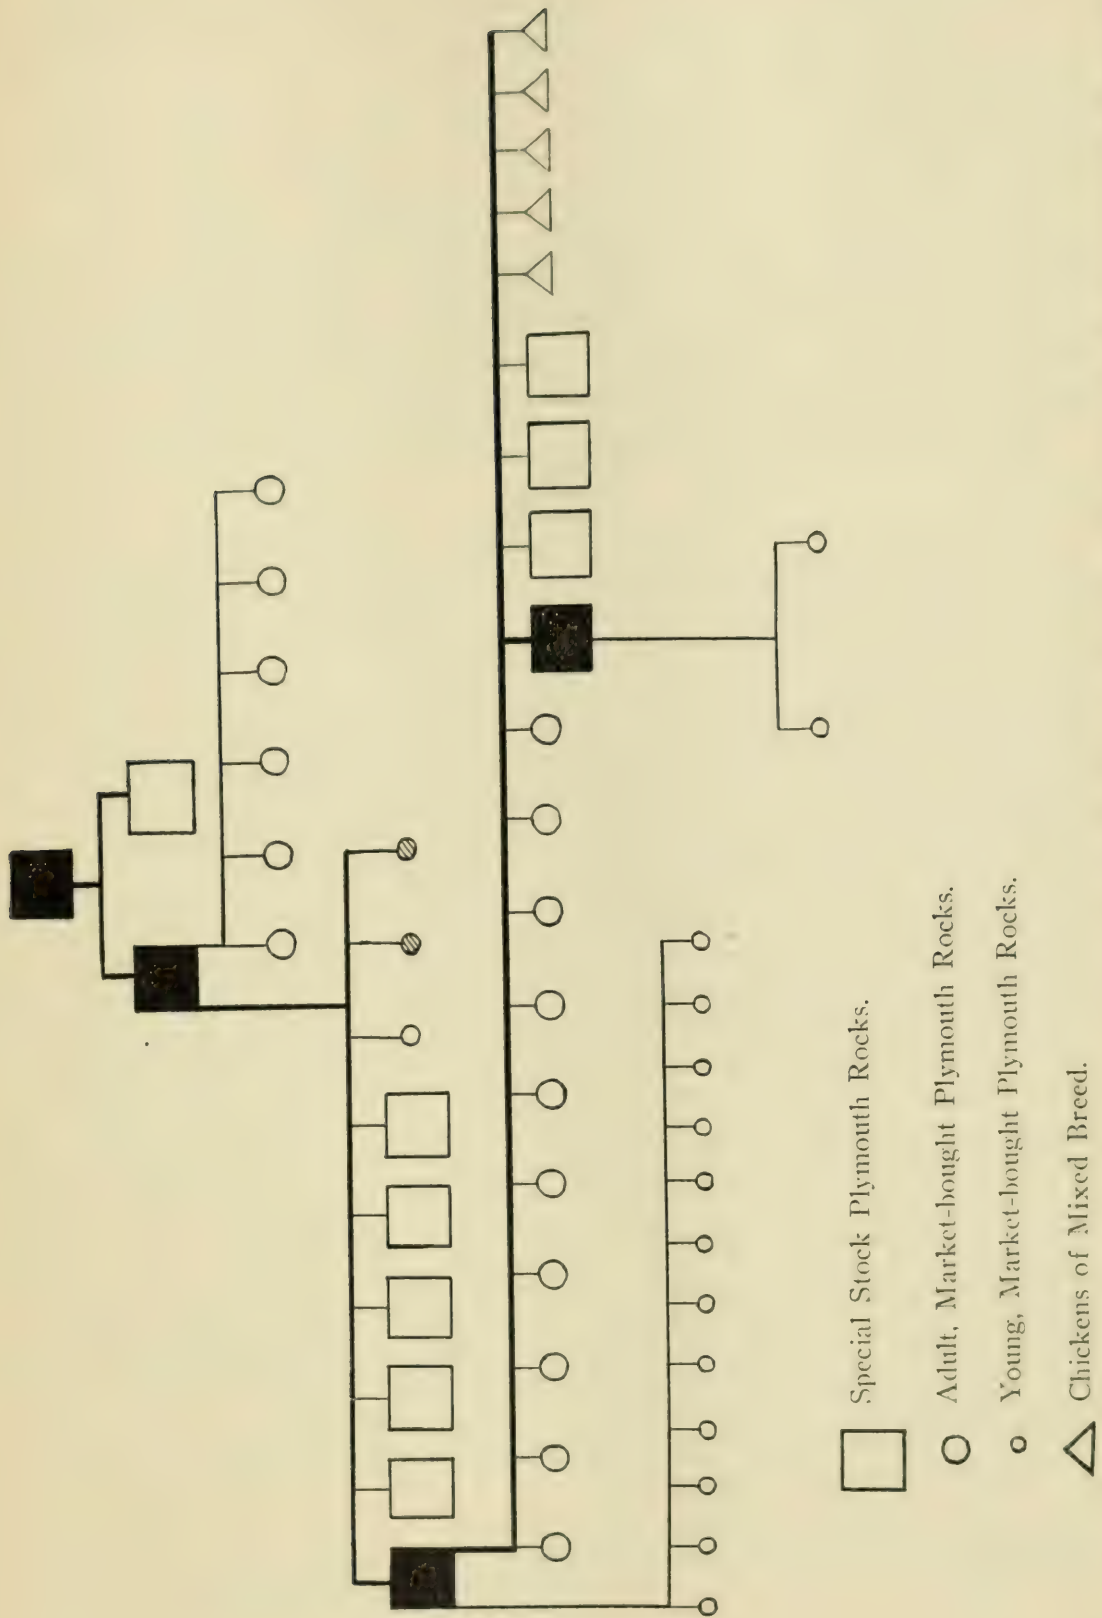 Special Stock Plymouth Rocks.
Adult, Market-bought Plymouth Rocks.
Young, Market-bought Plymouth Rocks.
Chickens of Mixed Breed.